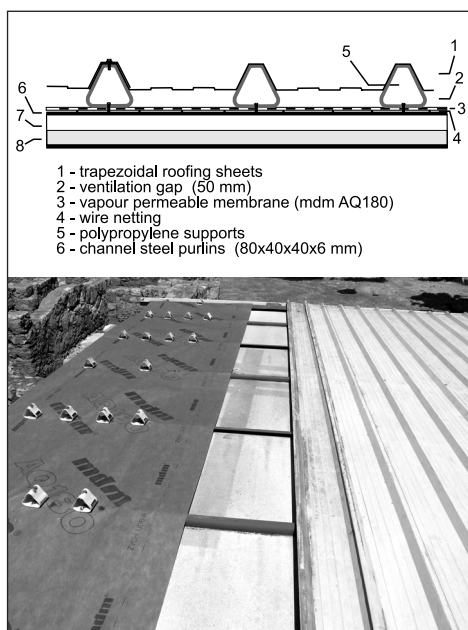 5
1
2
6
3
7
4
8
1 - trapezoidal roofing sheets
2 - ventilation gap (50 mm)
3 - vapour permeable membrane (mdm AQ180)
4 - wire netting
5 - polypropylene supports
6 - channel steel purlins (80x40x40x6 mm)
mdm
mdm
mdm
mdm